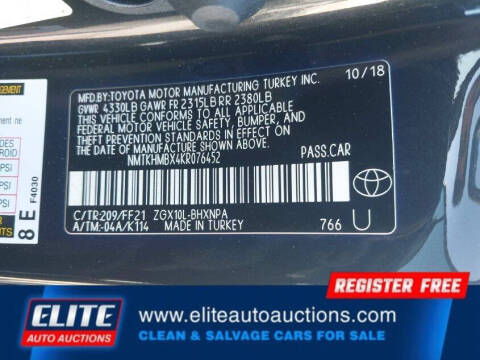 MFD.BY:TOYOTA MOTOR MANUFACTURING TURKEY INC. 10/18
GVWR 4330LB GAWR FR 2315LB RR 2380LB
THIS VEHICLE CONFORMS TO ALL APPLICABLE
FEDERAL MOTOR VEHICLE SAFETY, BUMPER, AND
THEFT PREVENTION STANDARDS IN EFFECT ON THE
DATE OF MANUFACTURE SHOWN ABOVE.
NMTKHMBX4KR076452 PASS.CAR
C/TR:209/FF21 ZGX10L-BHXNPA
A/TM:-04A/K114 MADE IN TURKEY 766 U
8 E F4030
REGISTER FREE
ELITE
AUTO AUCTIONS
www.eliteautoauctions.com
CLEAN & SALVAGE CARS FOR SALE